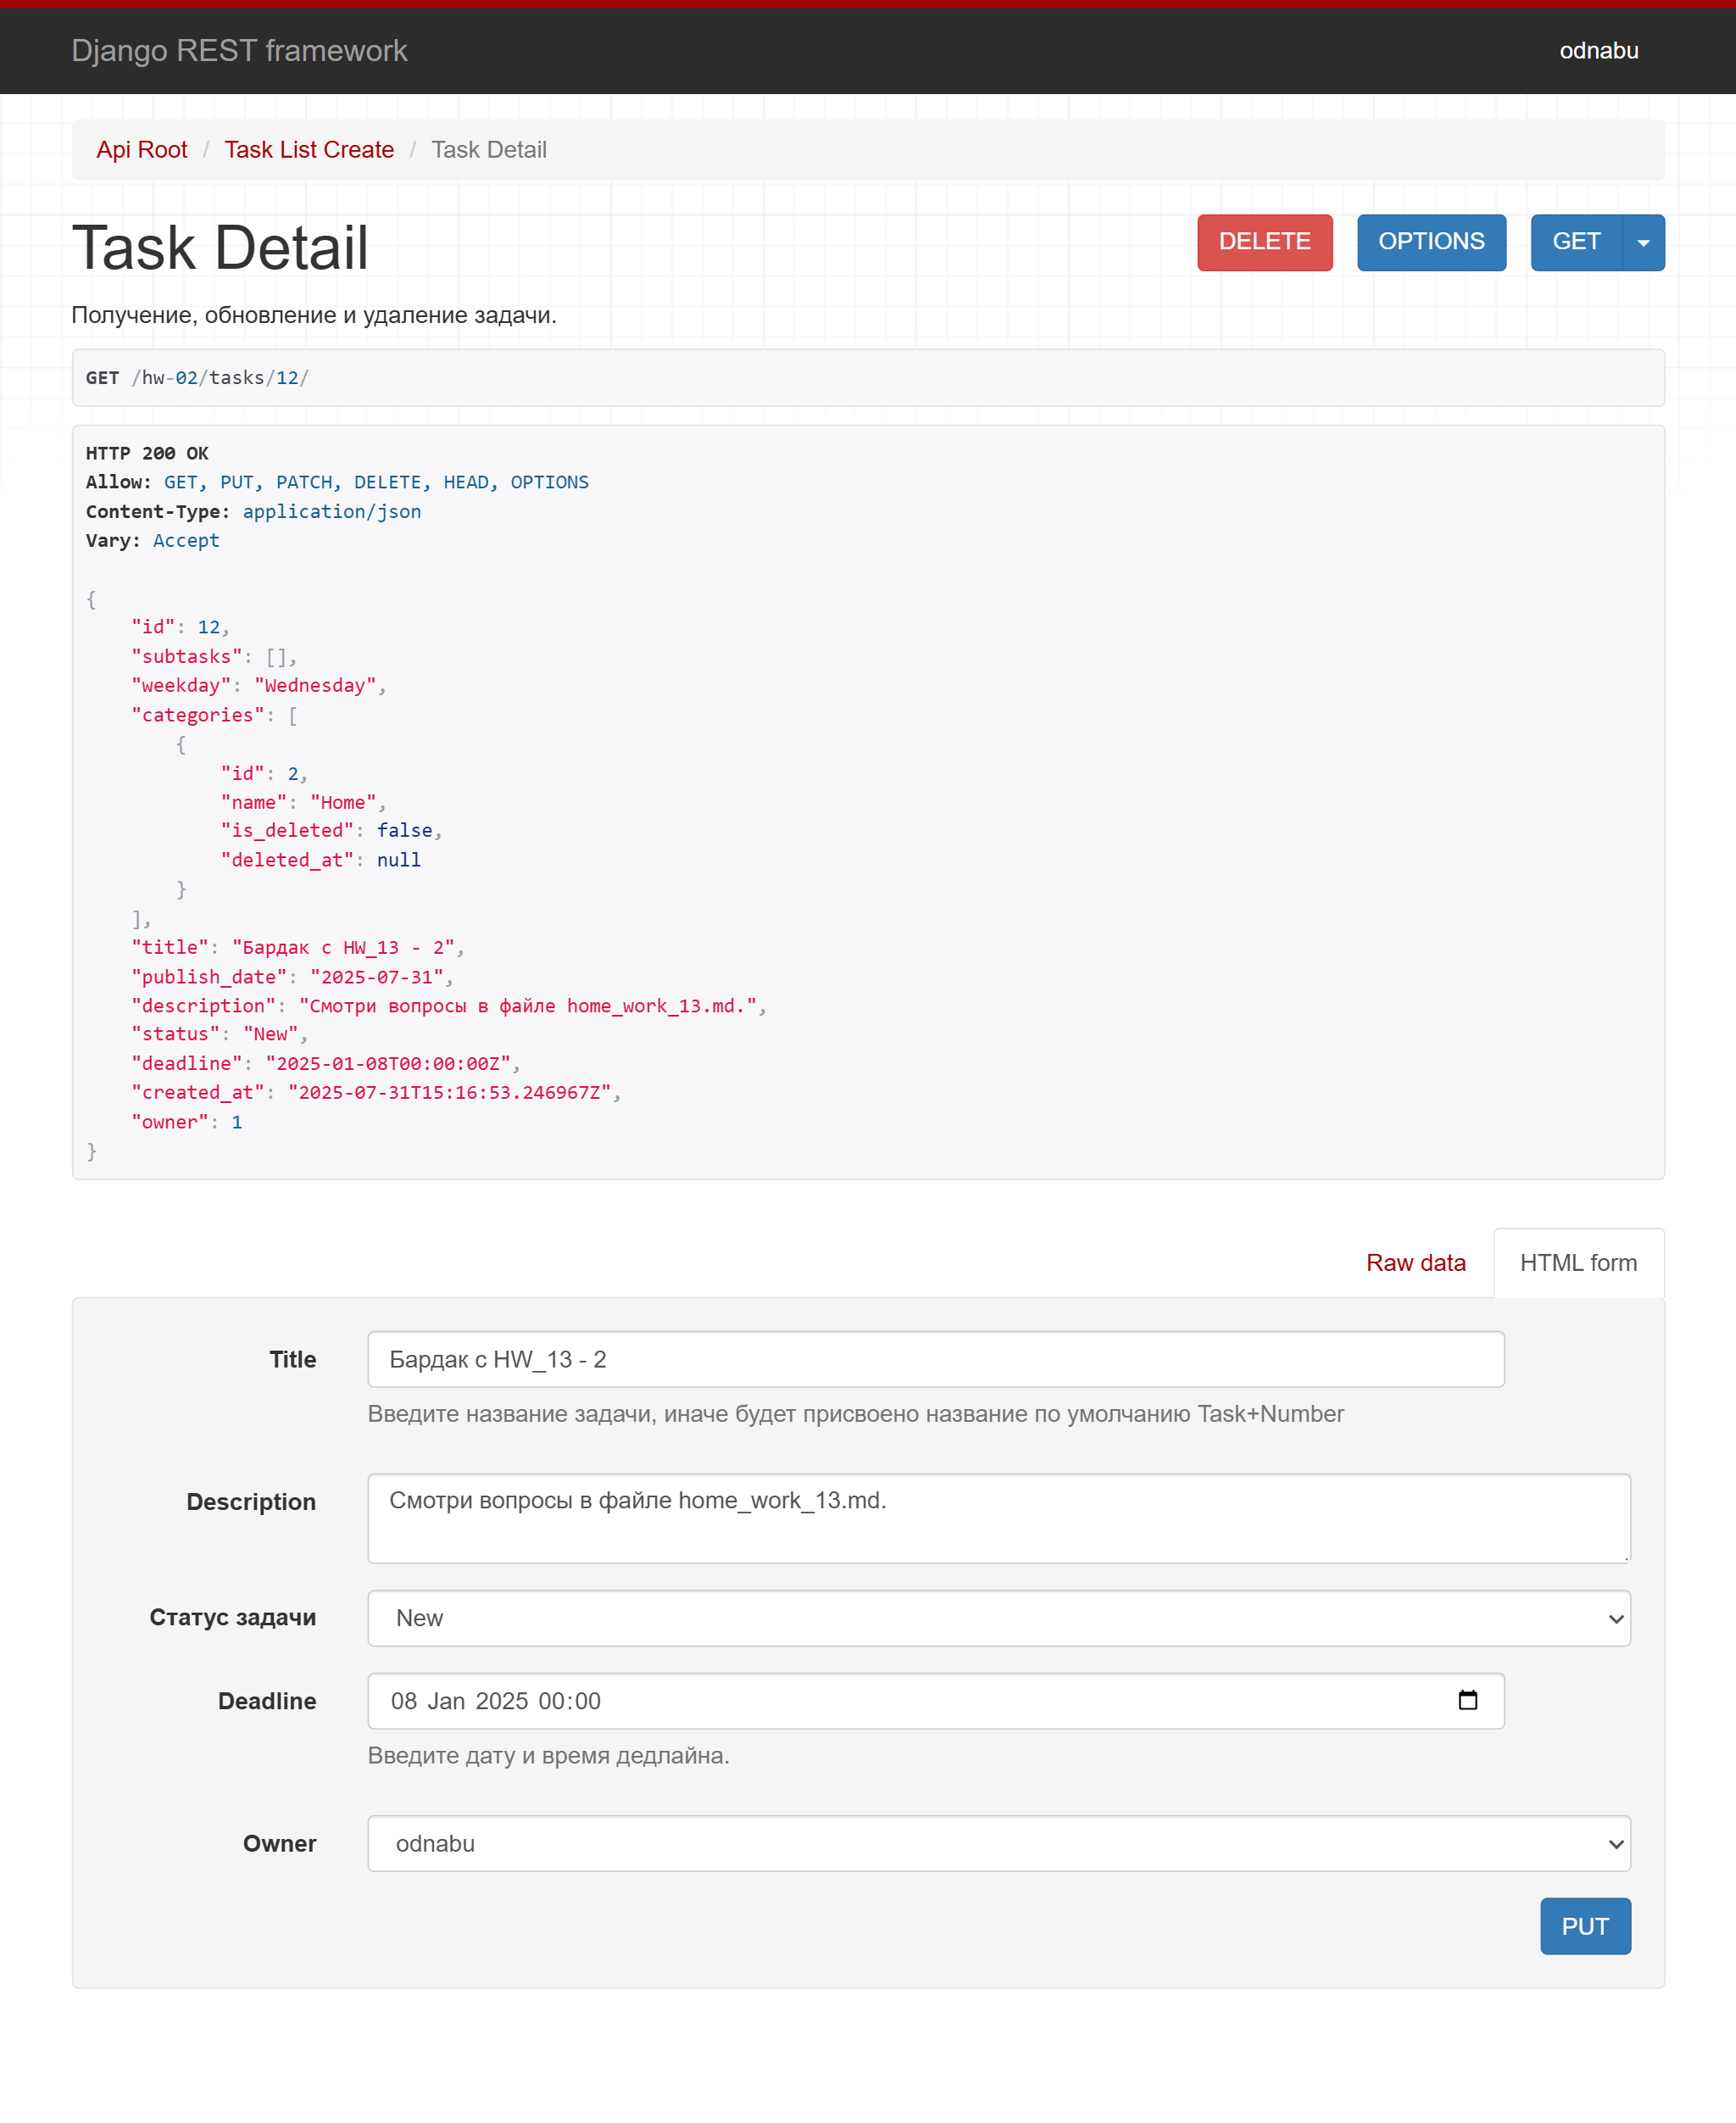 Django REST framework
odnabu
Api Root / Task List Create / Task Detail
Task Detail
DELETE
OPTIONS
GET
Получение, обновление и удаление задачи.
GET /hw-02/tasks/12/
HTTP 200 OK
Allow: GET, PUT, PATCH, DELETE, HEAD, OPTIONS
Content-Type: application/json
Vary: Accept
{
    "id": 12,
    "subtasks": [],
    "weekday": "Wednesday",
    "categories": [
        {
            "id": 2,
            "name": "Home",
            "is_deleted": false,
            "deleted_at": null
        }
    ],
    "title": "Бардак с HW_13 - 2",
    "publish_date": "2025-07-31",
    "description": "Смотри вопросы в файле home_work_13.md.",
    "status": "New",
    "deadline": "2025-01-08T00:00:00Z",
    "created_at": "2025-07-31T15:16:53.246967Z",
    "owner": 1
}
Raw data
HTML form
Title
Бардак с HW_13 - 2
Введите название задачи, иначе будет присвоено название по умолчанию Task+Number
Description
Смотри вопросы в файле home_work_13.md.
Статус задачи
New
Deadline
08 Jan 2025 00:00
Введите дату и время дедлайна.
Owner
odnabu
PUT